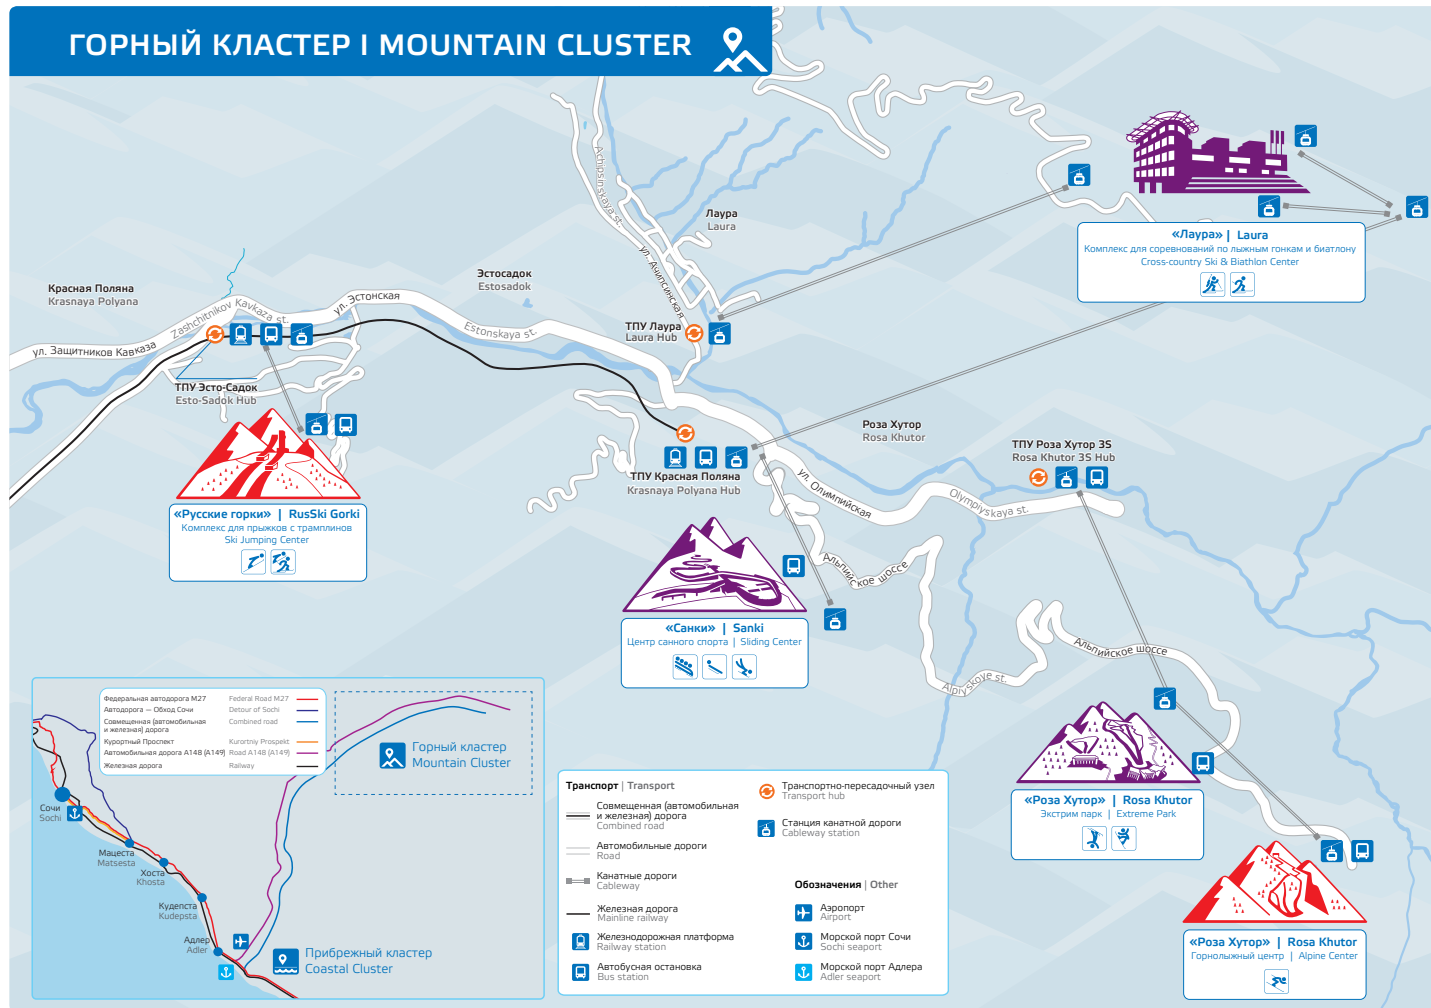 ГОРНЫЙ КЛАСТЕР I MOUNTAIN CLUSTER
Achipsinskaya st.
ул. Ачипсинская
Лаура
Laura
«Лаура» | Laura
Комплекс для соревнований по лыжным гонкам и биатлону
Cross-country Ski & Biathlon Center
Красная Поляна
Krasnaya Polyana
Эстосадок
Estosadok
Zashchitnikov Kavkaza st.
ул. Эстонская
Estonskaya st.
ул. Защитников Кавказа
ТПУ Лаура
Laura Hub
ТПУ Эсто-Садок
Esto-Sadok Hub
Роза Хутор
Rosa Khutor
ТПУ Роза Хутор 3S
Rosa Khutor 3S Hub
ТПУ Красная Поляна
Krasnaya Polyana Hub
ул. Олимпийская
Olympiyskaya st.
«Русские горки» | RusSki Gorki
Комплекс для прыжков с трамплинов
Ski Jumping Center
Альпийское шоссе
«Санки» | Sanki
Центр санного спорта | Sliding Center
Альпийское шоссе
Alpiyskoye st.
«Роза Хутор» | Rosa Khutor
Экстрим парк | Extreme Park
«Роза Хутор» | Rosa Khutor
Горнолыжный центр | Alpine Center
Федеральная автодорога М27 Federal Road M27
Автодорога — Обход Сочи Detour of Sochi
Совмещенная (автомобильная
и железная) дорога Combined road
Курортный Проспект Kurortniy Prospekt
Автомобильная дорога А148 (А149) Road A148 (A149)
Железная дорога Railway
Горный кластер
Mountain Cluster
Сочи
Sochi
Мацеста
Matsesta
Хоста
Khosta
Кудепста
Kudepsta
Адлер
Adler
Прибрежный кластер
Coastal Cluster
Транспорт | Transport
Совмещенная (автомобильная
и железная) дорога
Combined road
Автомобильные дороги
Road
Канатные дороги
Cableway
Железная дорога
Mainline railway
Железнодорожная платформа
Railway station
Автобусная остановка
Bus station
Транспортно-пересадочный узел
Transport hub
Станция канатной дороги
Cableway station
Обозначения | Other
Аэропорт
Airport
Морской порт Сочи
Sochi seaport
Морской порт Адлера
Adler seaport